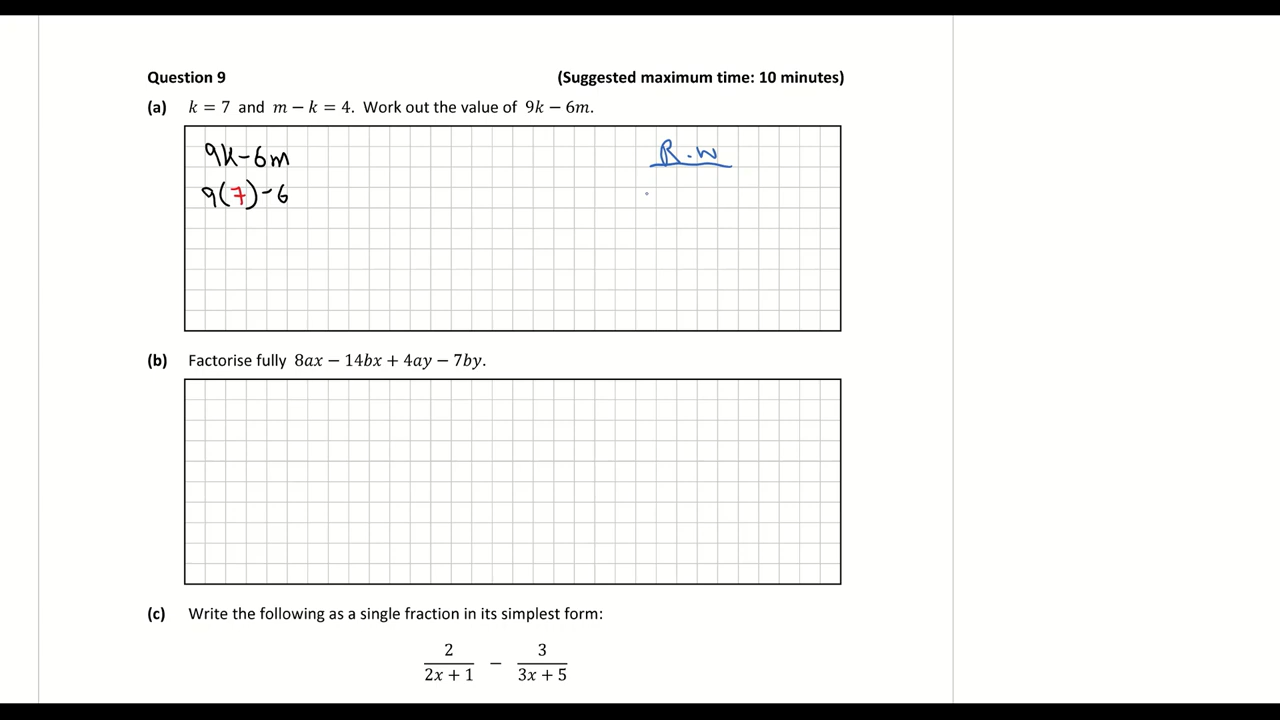 Question 9 (Suggested maximum time: 10 minutes)
(a) k = 7 and m − k = 4. Work out the value of 9k − 6m.
9k-6m R.W
9(7)-6
(b) Factorise fully 8ax − 14bx + 4ay − 7by.
(c) Write the following as a single fraction in its simplest form:
2 3
−
2x + 1 3x + 5